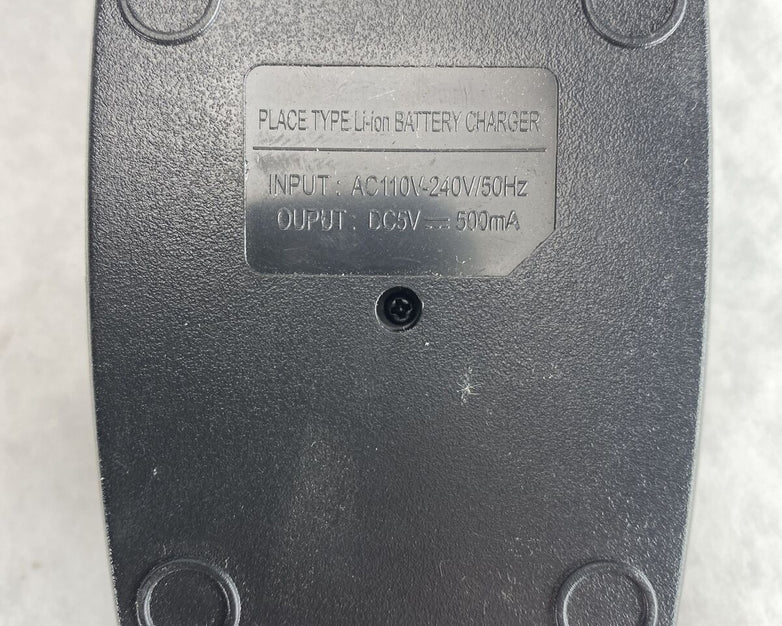 PLACE TYPE Li-ion BATTERY CHARGER
INPUT : AC110V-240V/50Hz
OUPUT : DC5V ⎓ 500mA